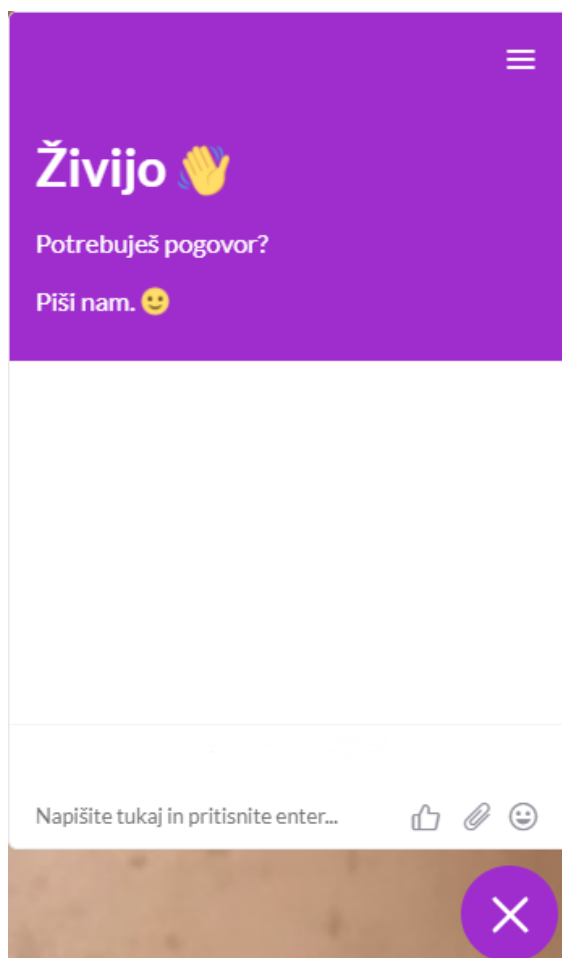 Živijo 👋
Potrebuješ pogovor?
Piši nam. 🙂
Napišite tukaj in pritisnite enter...